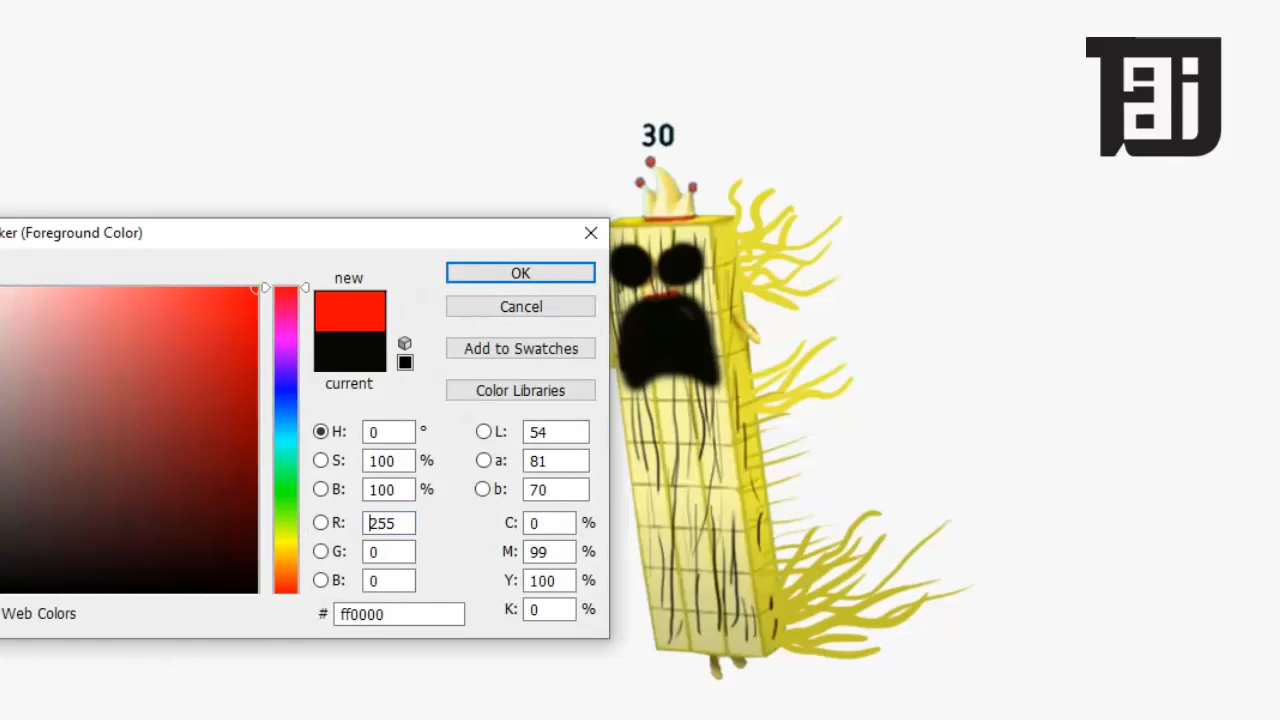 30
ker (Foreground Color)
new
current
OK
Cancel
Add to Swatches
Color Libraries
H: 0 °
S: 100 %
B: 100 %
R: 255
G: 0
B: 0
# ff0000
L: 54
a: 81
b: 70
C: 0 %
M: 99 %
Y: 100 %
K: 0 %
Web Colors